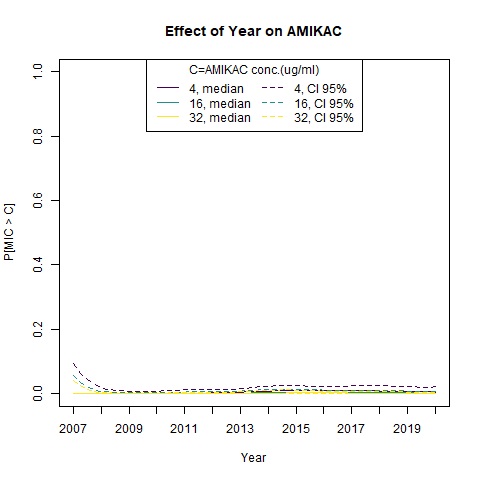 Effect of Year on AMIKAC
C=AMIKAC conc.(ug/ml)
4, median 4, CI 95%
16, median 16, CI 95%
32, median 32, CI 95%
P[MIC > C]
1.0
0.8
0.6
0.4
0.2
0.0
2007 2009 2011 2013 2015 2017 2019
Year